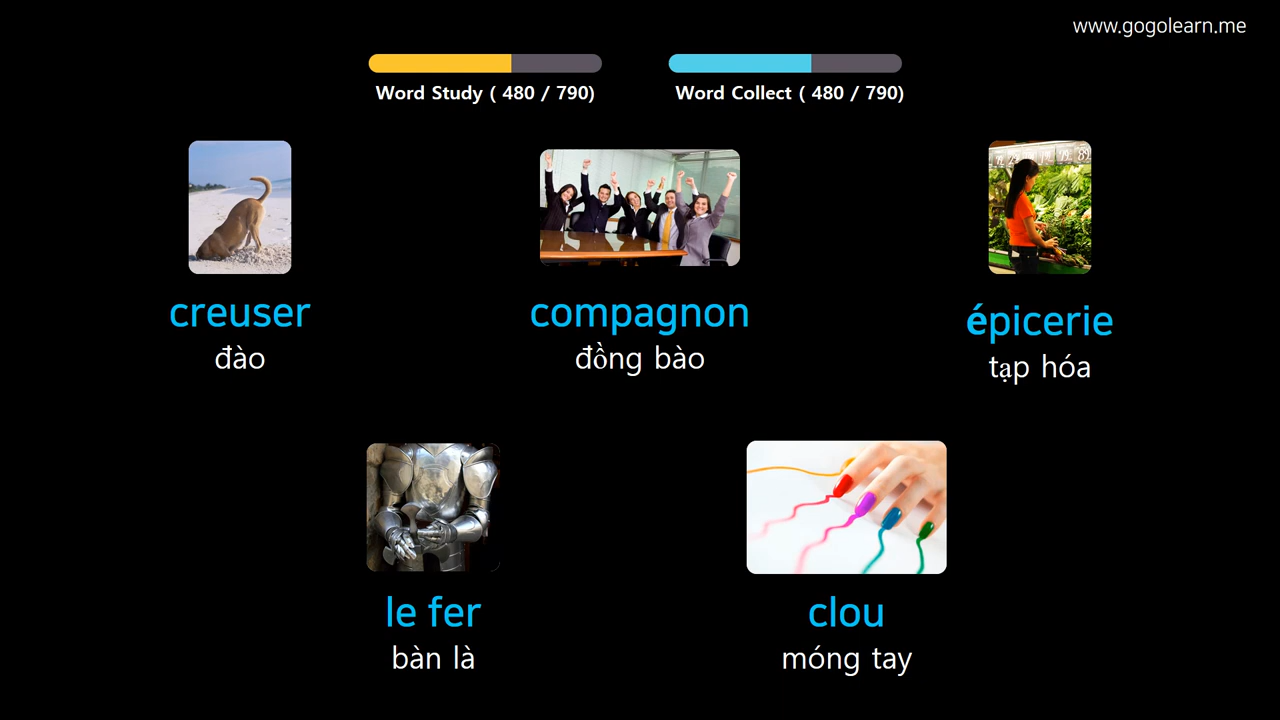 www.gogolearn.me
Word Study ( 480 / 790)
Word Collect ( 480 / 790)
creuser
đào
compagnon
đồng bào
épicerie
tạp hóa
le fer
bàn là
clou
móng tay